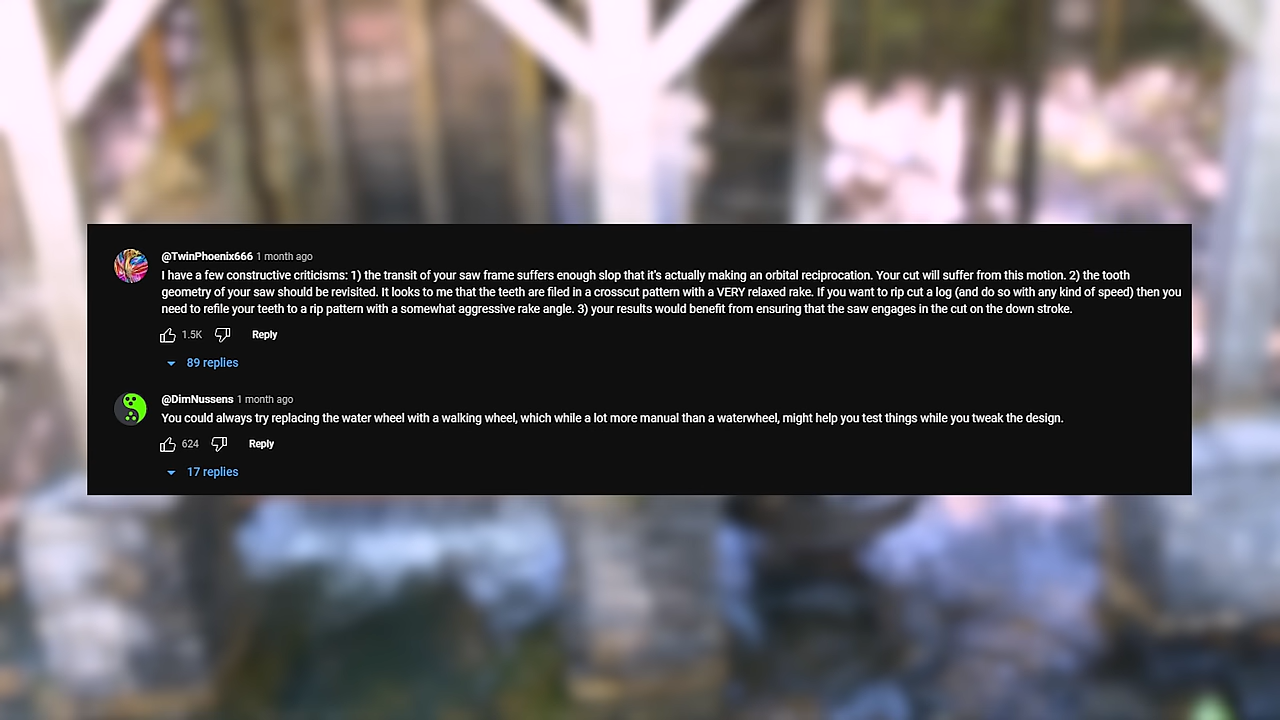 @TwinPhoenix666 1 month ago
I have a few constructive criticisms: 1) the transit of your saw frame suffers enough slop that it's actually making an orbital reciprocation. Your cut will suffer from this motion. 2) the tooth
geometry of your saw should be revisited. It looks to me that the teeth are filed in a crosscut pattern with a VERY relaxed rake. If you want to rip cut a log (and do so with any kind of speed) then you
need to refile your teeth to a rip pattern with a somewhat aggressive rake angle. 3) your results would benefit from ensuring that the saw engages in the cut on the down stroke.
1.5K Reply
89 replies
@DimNussens 1 month ago
You could always try replacing the water wheel with a walking wheel, which while a lot more manual than a waterwheel, might help you test things while you tweak the design.
624 Reply
17 replies